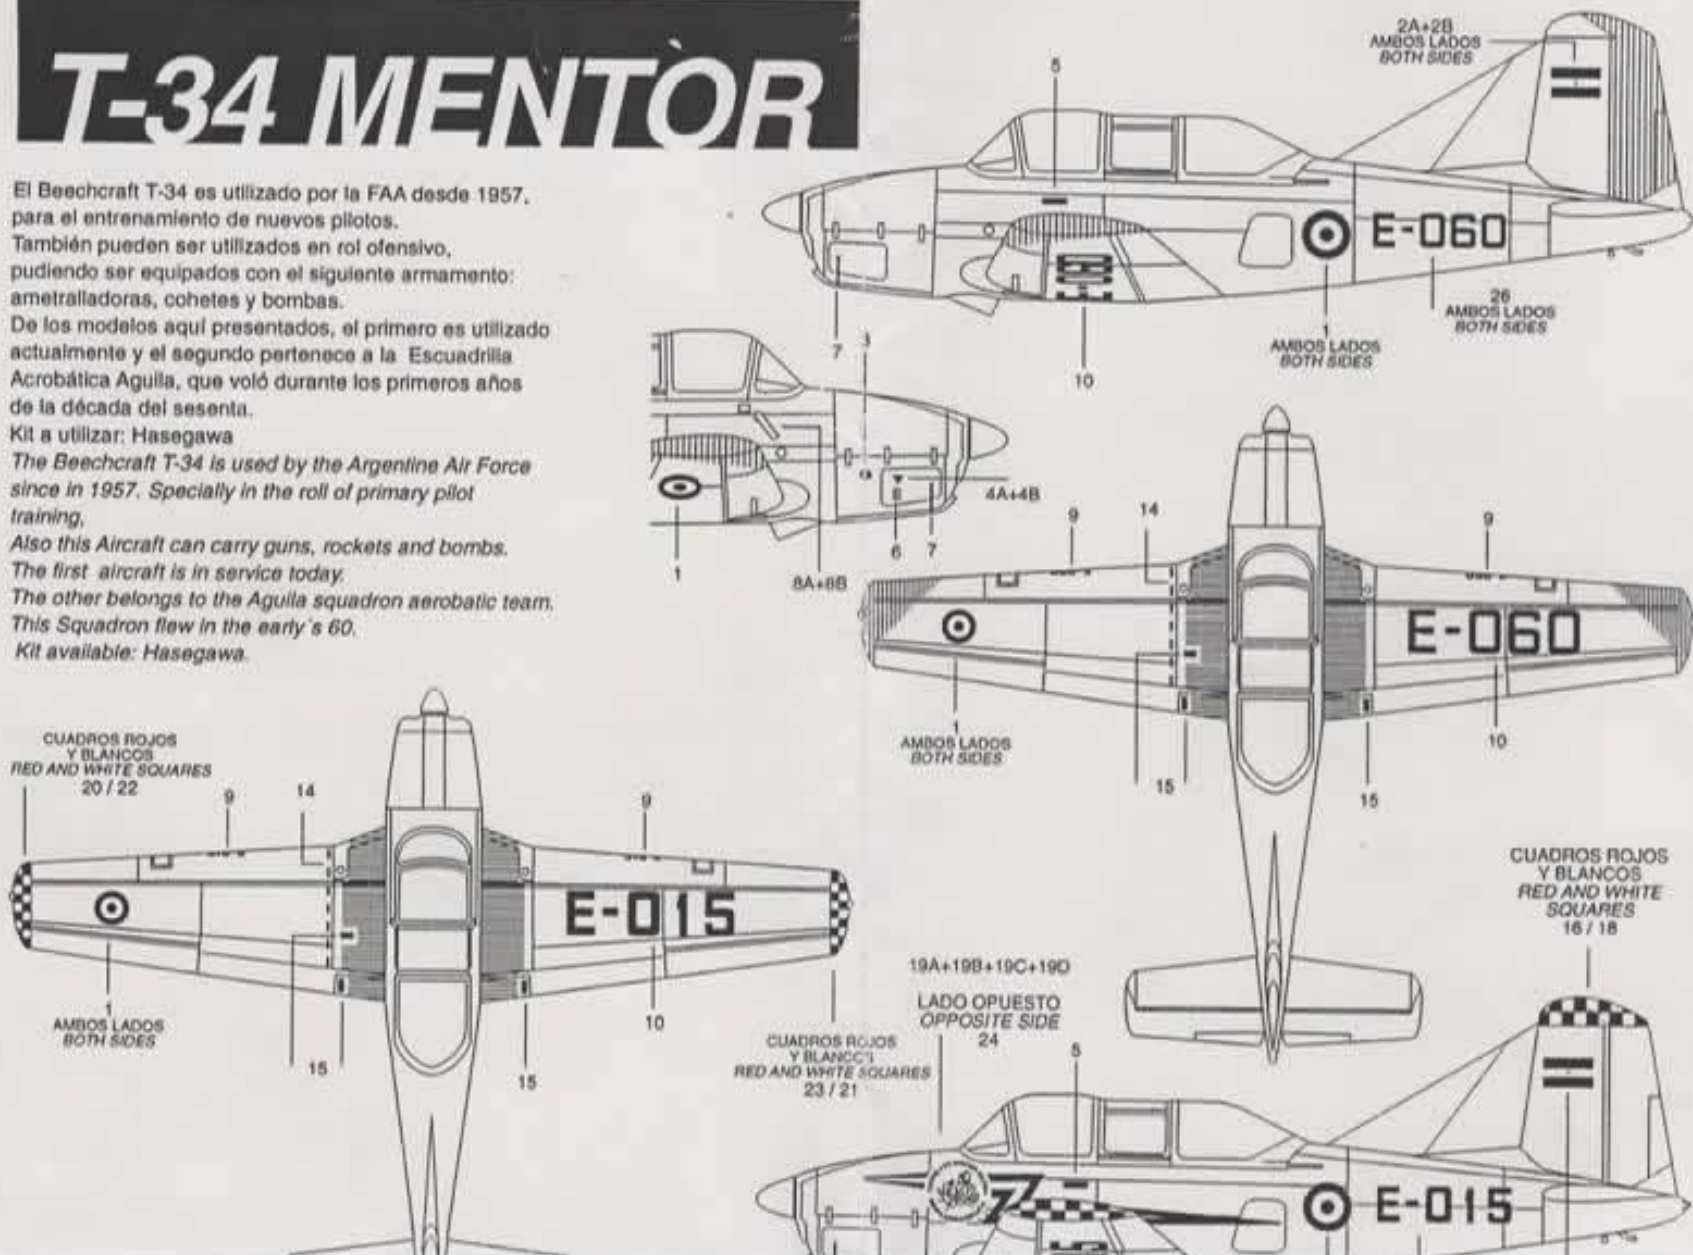 T-34 MENTOR
El Beechcraft T-34 es utilizado por la FAA desde 1957,
para el entrenamiento de nuevos pilotos.
También pueden ser utilizados en rol ofensivo,
pudiendo ser equipados con el siguiente armamento:
ametralladoras, cohetes y bombas.
De los modelos aquí presentados, el primero es utilizado
actualmente y el segundo pertenece a la Escuadrilla
Acrobática Aguila, que voló durante los primeros años
de la década del sesenta.
Kit a utilizar: Hasegawa
The Beechcraft T-34 is used by the Argentine Air Force
since in 1957. Specially in the roll of primary pilot
training,
Also this Aircraft can carry guns, rockets and bombs.
The first aircraft is in service today.
The other belongs to the Aguila squadron aerobatic team.
This Squadron flew in the early´s 60.
Kit available: Hasegawa.
2A+2B
AMBOS LADOS
BOTH SIDES
5
E-060
7
10
1
AMBOS LADOS
BOTH SIDES
26
AMBOS LADOS
BOTH SIDES
3
4A+4B
6
7
1
8A+8B
9
14
9
E-060
1
AMBOS LADOS
BOTH SIDES
15
15
10
CUADROS ROJOS
Y BLANCOS
RED AND WHITE SQUARES
20 / 22
9
14
9
E-015
1
AMBOS LADOS
BOTH SIDES
15
15
10
CUADROS ROJOS
Y BLANCOS
RED AND WHITE SQUARES
23 / 21
19A+19B+19C+19D
LADO OPUESTO
OPPOSITE SIDE
24
5
CUADROS ROJOS
Y BLANCOS
RED AND WHITE
SQUARES
16 / 18
E-015